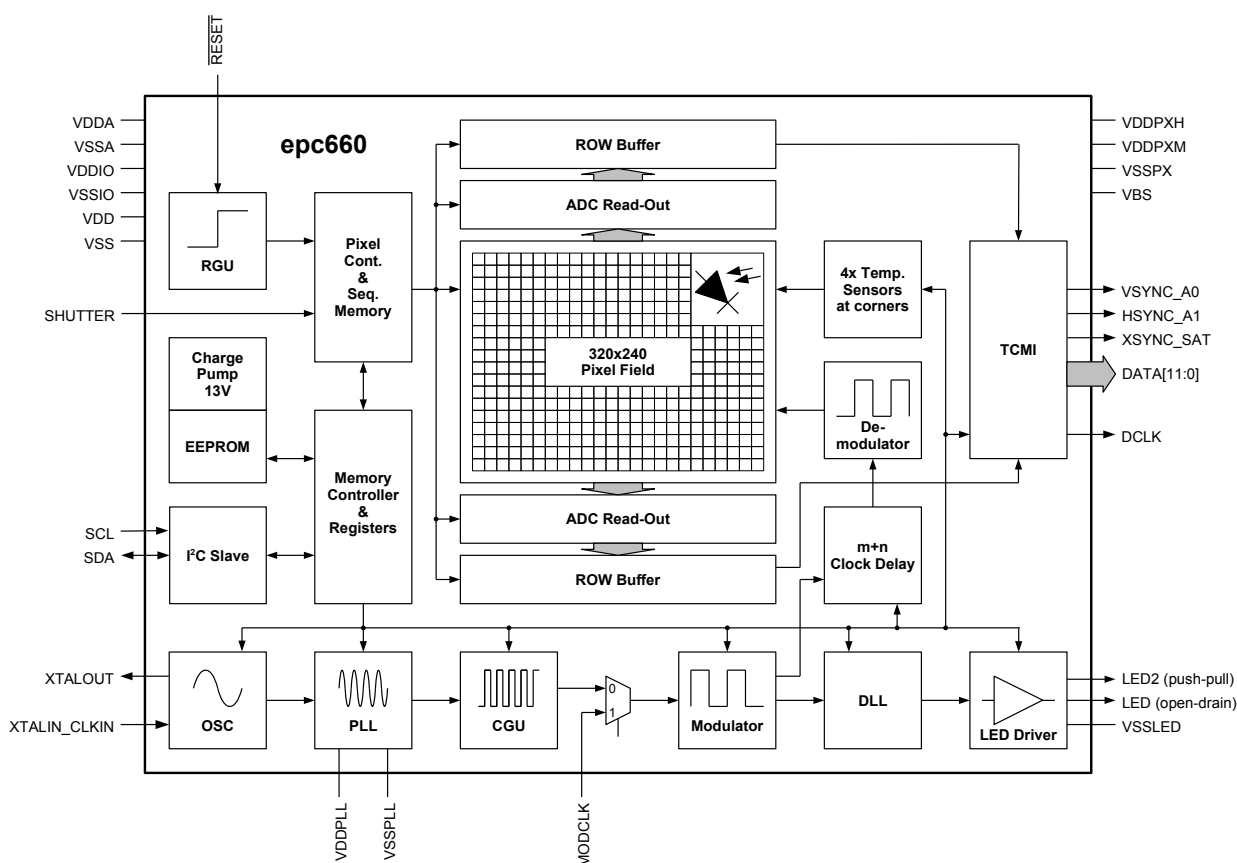 RESET
epc660
VDDA
VSSA
VDDIO
VSSIO
VDD
VSS
SHUTTER
SCL
SDA
XTALOUT
XTALIN_CLKIN
RGU
Pixel
Cont.
&
Seq.
Memory
Charge
Pump
13V
EEPROM
Memory
Controller
&
Registers
I²C Slave
ROW Buffer
ADC Read-Out
320x240
Pixel Field
ADC Read-Out
ROW Buffer
4x Temp.
Sensors
at corners
De-
modulator
m+n
Clock Delay
TCMI
OSC
PLL
CGU
0
1
Modulator
DLL
LED Driver
VDDPXH
VDDPXM
VSSPX
VBS
VSYNC_A0
HSYNC_A1
XSYNC_SAT
DATA[11:0]
DCLK
LED2 (push-pull)
LED (open-drain)
VSSLED
VDDPLL
VSSPLL
MODCLK